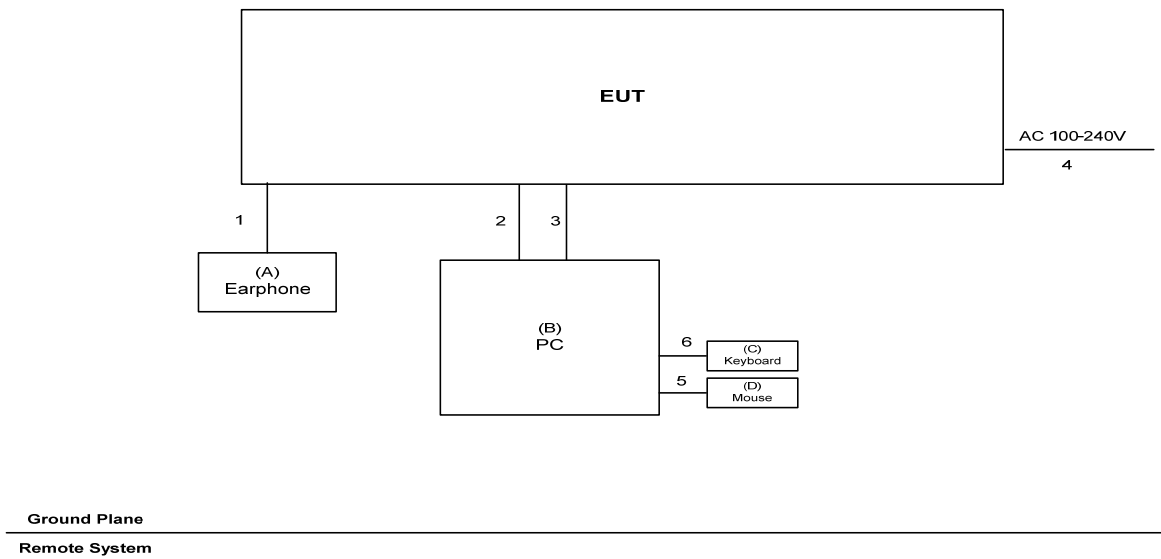 EUT
AC 100-240V
4
1
2
3
(A)
Earphone
(B)
PC
6
(C)
Keyboard
5
(D)
Mouse
Ground Plane
Remote System